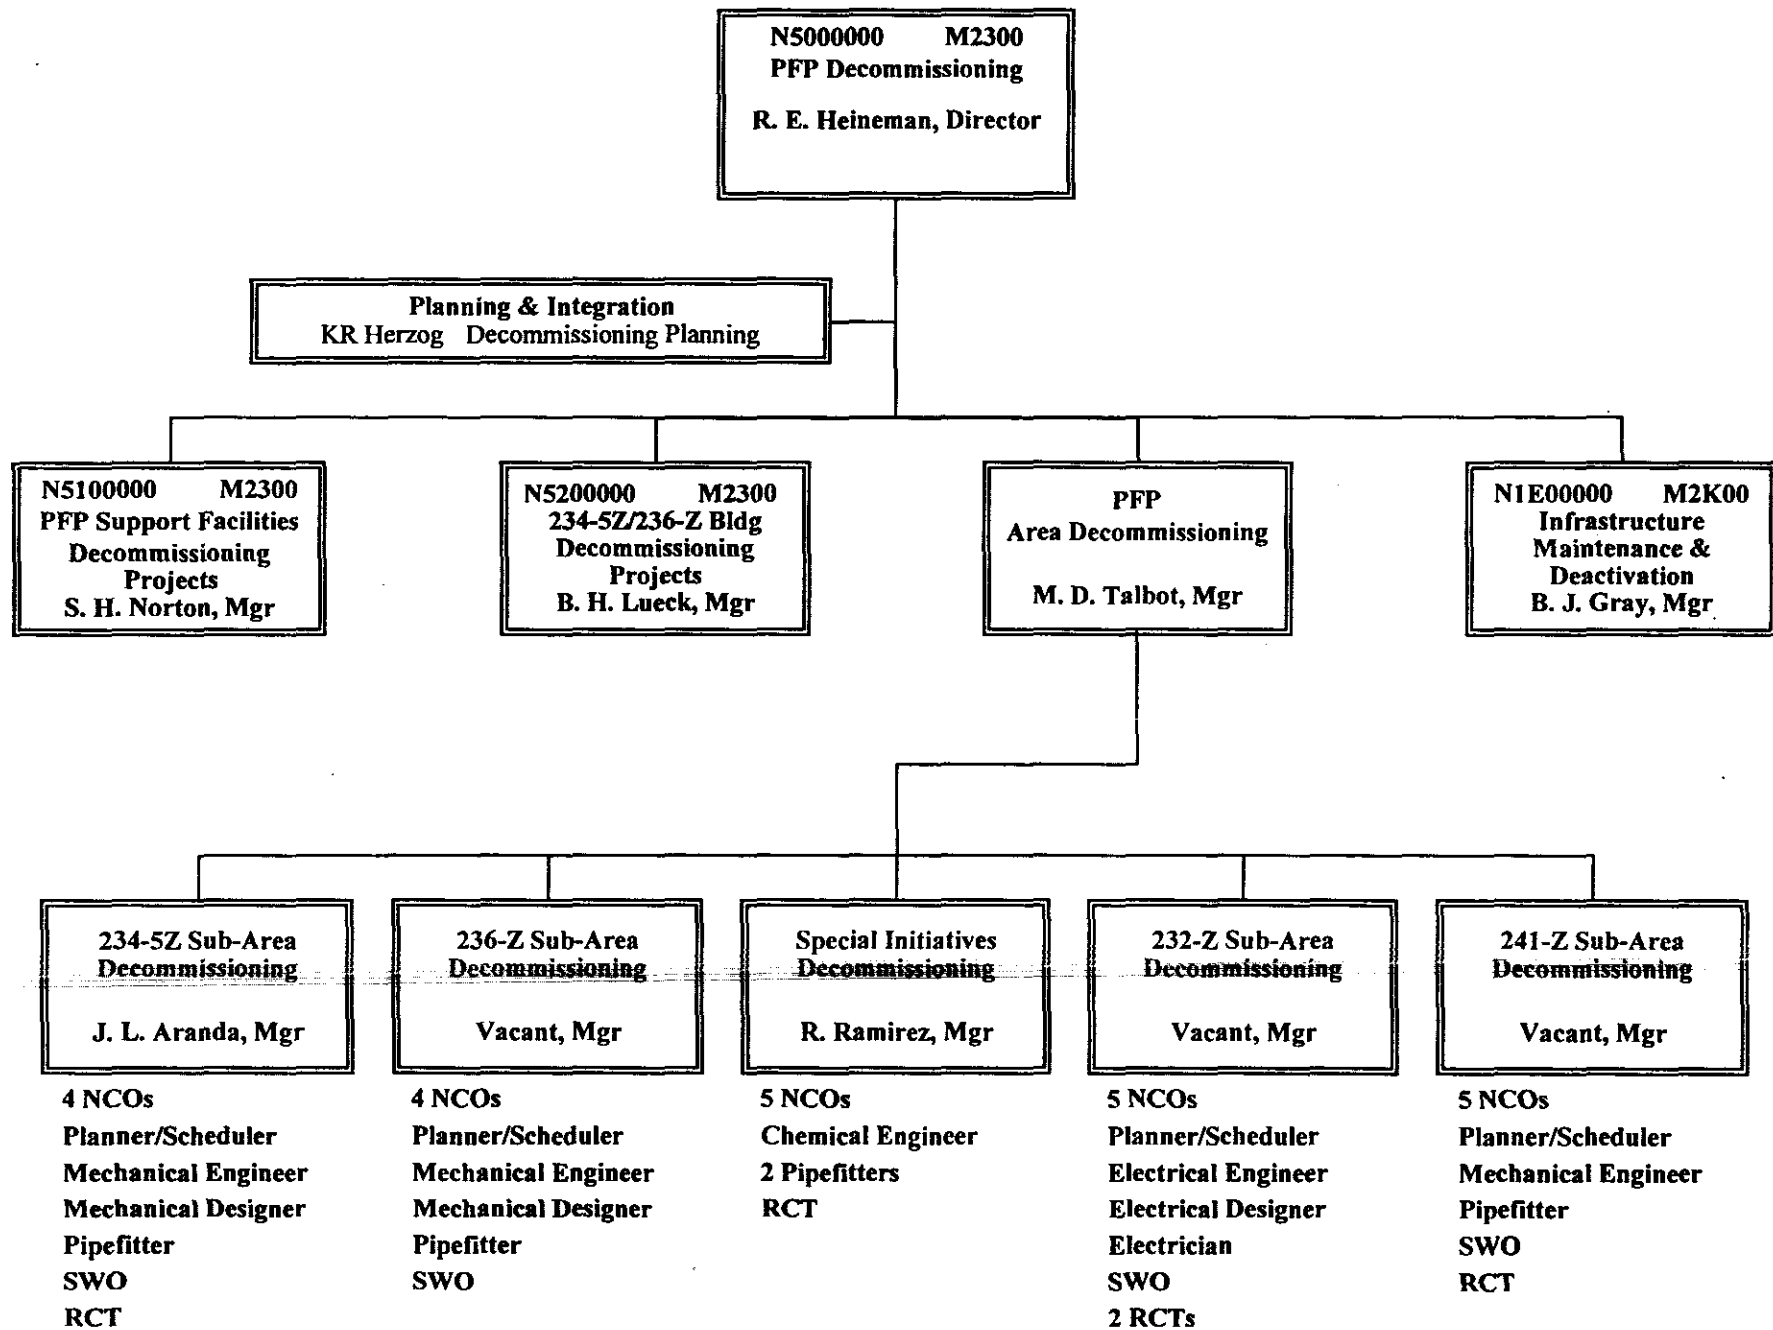 N5000000 M2300
PFP Decommissioning
R. E. Heineman, Director
Planning & Integration
KR Herzog Decommissioning Planning
N5100000 M2300
PFP Support Facilities
Decommissioning
Projects
S. H. Norton, Mgr
N5200000 M2300
234-5Z/236-Z Bldg
Decommissioning
Projects
B. H. Lueck, Mgr
PFP
Area Decommissioning
M. D. Talbot, Mgr
N1E00000 M2K00
Infrastructure
Maintenance &
Deactivation
B. J. Gray, Mgr
234-5Z Sub-Area
Decommissioning
J. L. Aranda, Mgr
4 NCOs
Planner/Scheduler
Mechanical Engineer
Mechanical Designer
Pipefitter
SWO
RCT
236-Z Sub-Area
Decommissioning
Vacant, Mgr
4 NCOs
Planner/Scheduler
Mechanical Engineer
Mechanical Designer
Pipefitter
SWO
Special Initiatives
Decommissioning
R. Ramirez, Mgr
5 NCOs
Chemical Engineer
2 Pipefitters
RCT
232-Z Sub-Area
Decommissioning
Vacant, Mgr
5 NCOs
Planner/Scheduler
Electrical Engineer
Electrical Designer
Electrician
SWO
2 RCTs
241-Z Sub-Area
Decommissioning
Vacant, Mgr
5 NCOs
Planner/Scheduler
Mechanical Engineer
Pipefitter
SWO
RCT